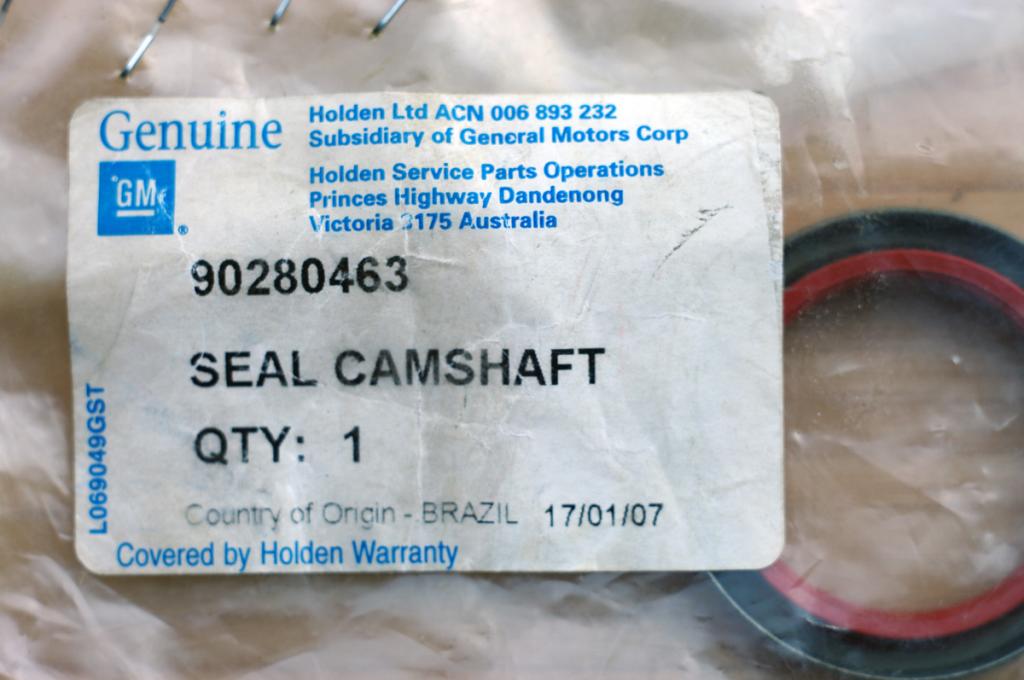 Genuine
GM
®
Holden Ltd ACN 006 893 232
Subsidiary of General Motors Corp
Holden Service Parts Operations
Princes Highway Dandenong
Victoria 3175 Australia
90280463
SEAL CAMSHAFT
QTY: 1
Country of Origin - BRAZIL 17/01/07
Covered by Holden Warranty
L069049GST